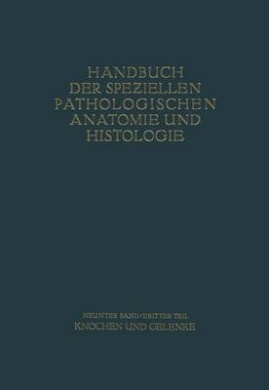 HANDBUCH
DER SPEZIELLEN
PATHOLOGISCHEN
ANATOMIE UND
HISTOLOGIE
NEUNTER BAND/DRITTER TEIL
KNOCHEN UND GELENKE